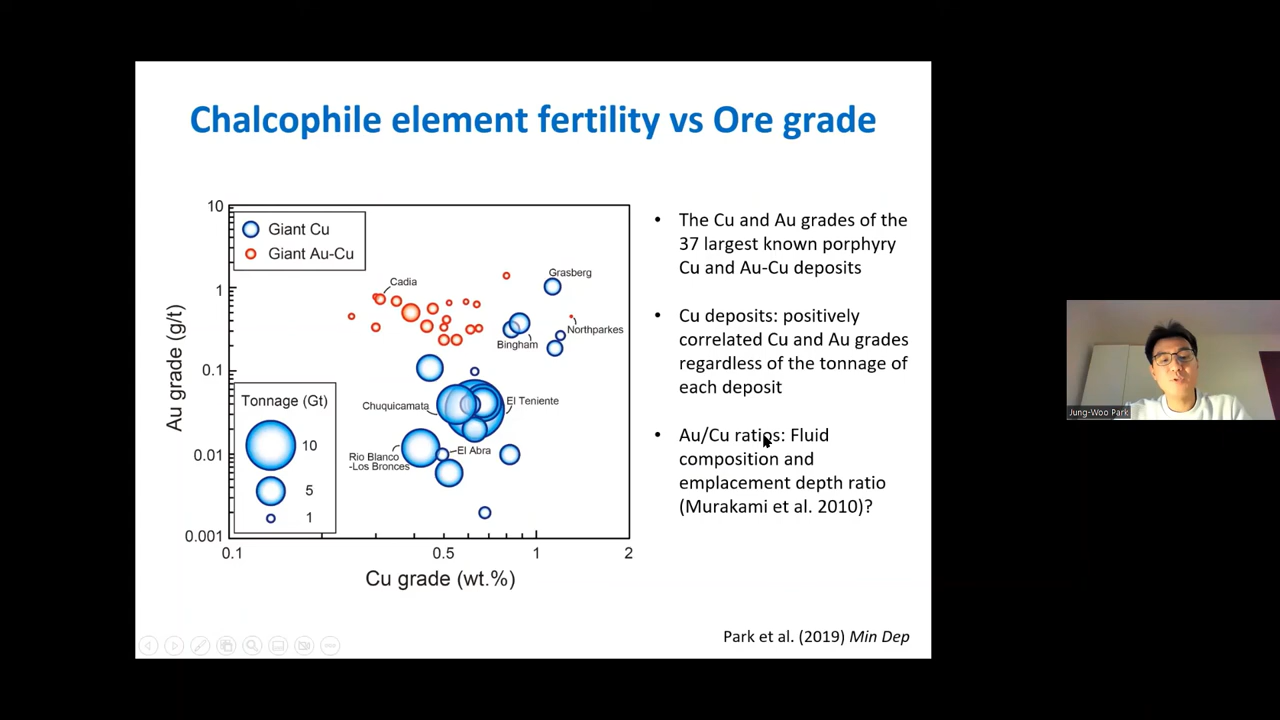 Chalcophile element fertility vs Ore grade
10
1
0.1
0.01
0.001
Au grade (g/t)
Giant Cu
Giant Au-Cu
Cadia
Grasberg
Northparkes
Bingham
Chuquicamata
El Teniente
Rio Blanco
-Los Bronces
El Abra
Tonnage (Gt)
10
5
1
0.1
0.5
1
2
Cu grade (wt.%)
• The Cu and Au grades of the
37 largest known porphyry
Cu and Au-Cu deposits
• Cu deposits: positively
correlated Cu and Au grades
regardless of the tonnage of
each deposit
• Au/Cu ratios: Fluid
composition and
emplacement depth ratio
(Murakami et al. 2010)?
Park et al. (2019) Min Dep
Jung-Woo Park